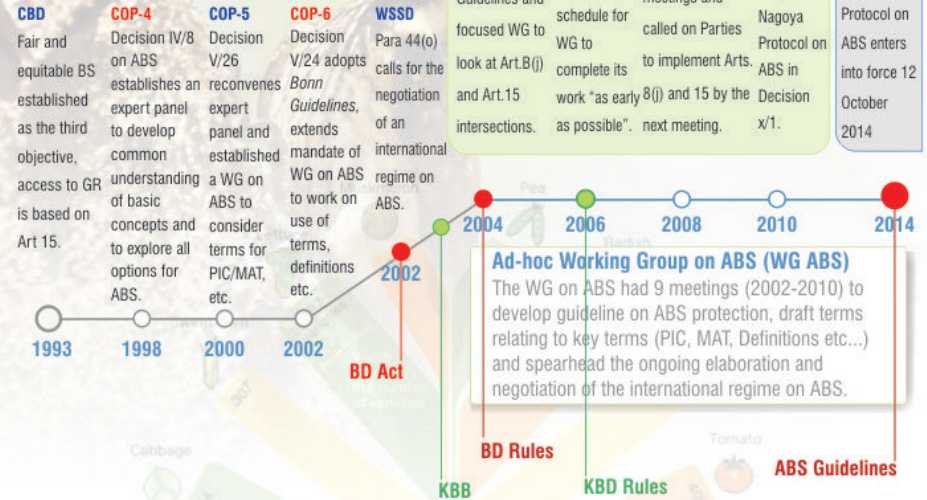 CBD
Fair and
equitable BS
established
as the third
objective,
access to GR
is based on
Art 15.
COP-4
Decision IV/8
on ABS
establishes an
expert panel
to develop
common
understanding
of basic
concepts and
to explore all
options for
ABS.
COP-5
Decision
V/26
reconvenes
expert
panel and
established
a WG on
ABS to
consider
terms for
PIC/MAT,
etc.
COP-6
Decision
V/24 adopts
Bonn
Guidelines,
extends
mandate of
WG on ABS
to work on
use of
terms,
definitions
etc.
WSSD
Para 44(o)
calls for the
negotiation
of an
international
regime on
ABS.
Guidelines and
focused WG to
look at Art.B(j)
and Art.15
intersections.
schedule for
WG to
complete its
work "as early
as possible".
meetings and
called on Parties
to implement Arts.
8(j) and 15 by the
next meeting.
Nagoya
Protocol on
ABS in
Decision
x/1.
Protocol on
ABS enters
into force 12
October
2014
1993
1998
2000
2002
2002
2004
2006
2008
2010
2014
Ad-hoc Working Group on ABS (WG ABS)
The WG on ABS had 9 meetings (2002-2010) to
develop guideline on ABS protection, draft terms
relating to key terms (PIC, MAT, Definitions etc...)
and spearhead the ongoing elaboration and
negotiation of the international regime on ABS.
BD Act
KBB
BD Rules
KBD Rules
ABS Guidelines
Pea
Radish
Cabbage
Tomato
307